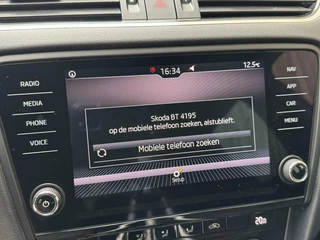 16:34
12.5°C
RADIO
NAV
MEDIA
APP
PHONE
CAR
VOICE
MENU
Skoda BT 4195
op de mobiele telefoon zoeken, alstublieft.
Mobiele telefoon zoeken
Setup